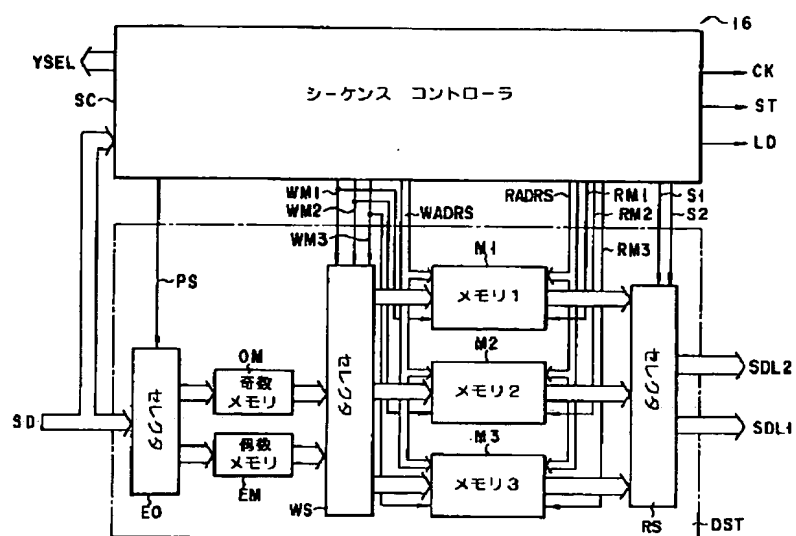 16
YSEL
SC
シーケンス コントローラ
CK
ST
LD
WM1
WM2
WM3
WADRS
RADRS
RM1
RM2
RM3
S1
S2
PS
M1
メモリ1
OM
奇数
メモリ
セレクタ
セレクタ
M2
メモリ2
セレクタ
SDL2
SD
偶数
メモリ
EM
M3
メモリ3
SDL1
EO
WS
RS
DST